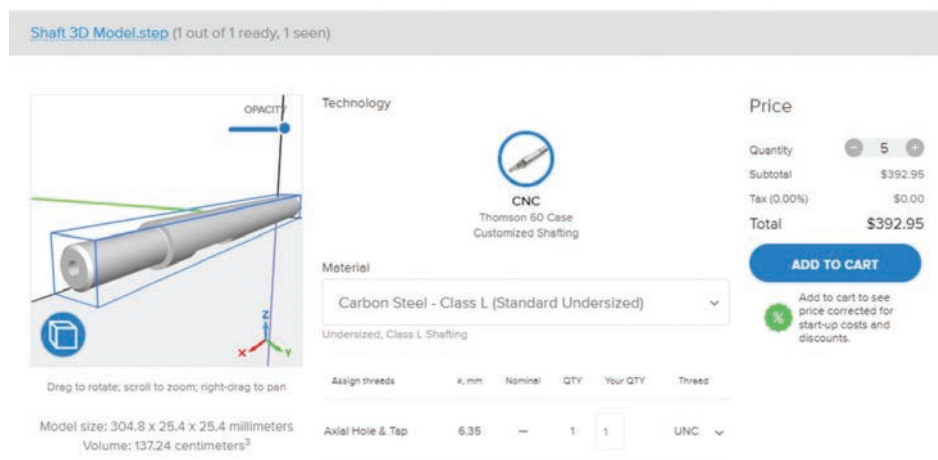 Shaft 3D Model.step (1 out of 1 ready, 1 seen)
OPACITY
Z
X
Y
Drag to rotate; scroll to zoom; right-drag to pan
Model size: 304.8 x 25.4 x 25.4 millimeters
Volume: 137.24 centimeters³
Technology
CNC
Thomson 60 Case
Customized Shafting
Material
Carbon Steel - Class L (Standard Undersized)
Undersized, Class L Shafting
Assign threads ø, mm Nominal QTY Your QTY Thread
Axial Hole & Tap 6.35 — 1 1 UNC
Price
Quantity - 5 +
Subtotal $392.95
Tax (0.00%) $0.00
Total $392.95
ADD TO CART
%
Add to cart to see
price corrected for
start-up costs and
discounts.